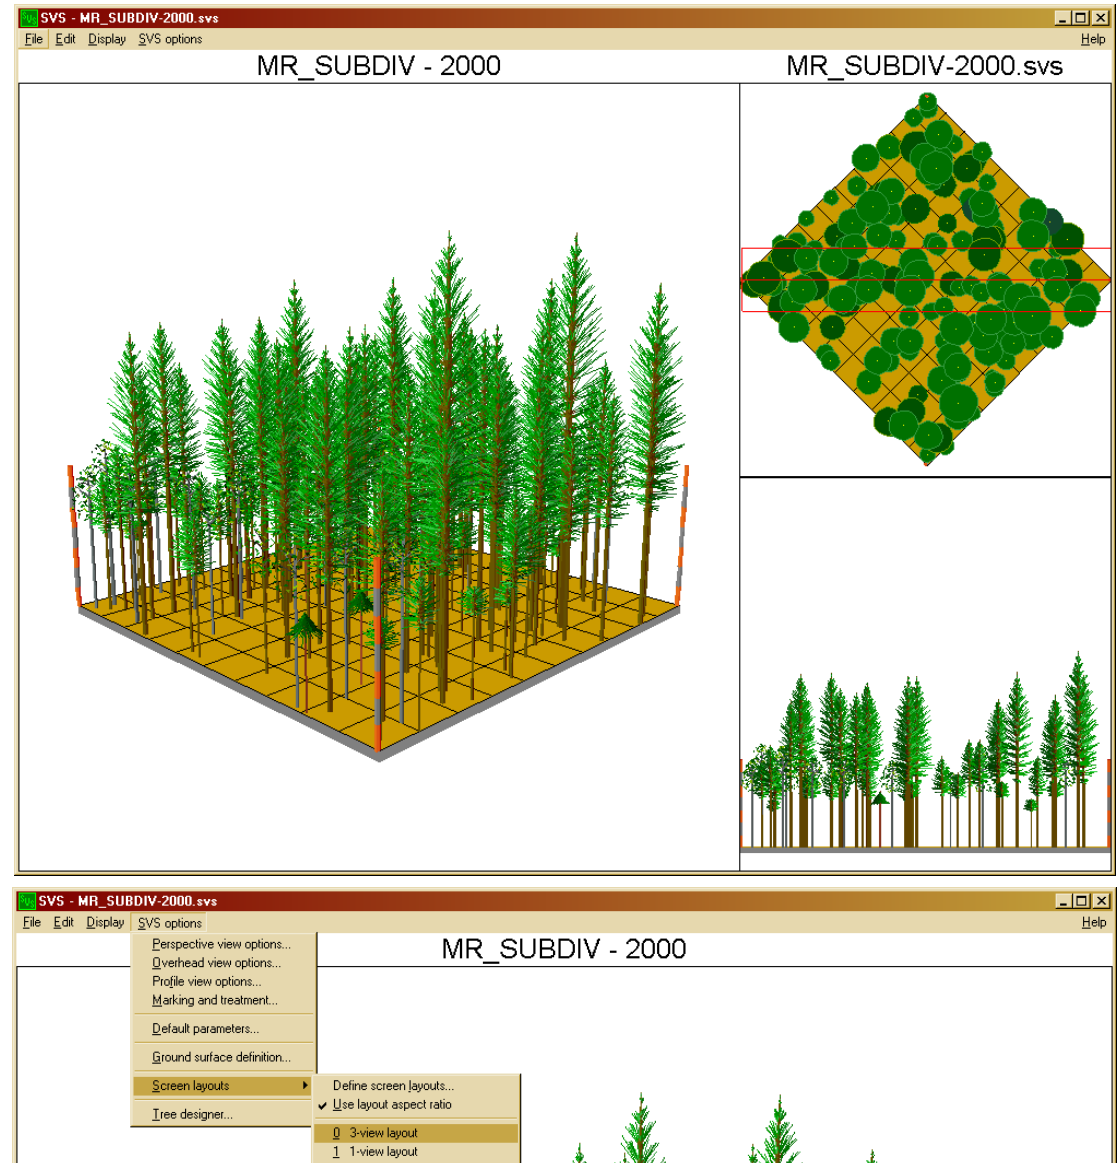 SVS - MR_SUBDIV-2000.svs
File Edit Display SVS options Help
MR_SUBDIV - 2000 MR_SUBDIV-2000.svs
SVS - MR_SUBDIV-2000.svs
File Edit Display SVS options Help
MR_SUBDIV - 2000
Perspective view options...
Overhead view options...
Profile view options...
Marking and treatment...
Default parameters...
Ground surface definition...
Screen layouts
Tree designer...
Define screen layouts...
Use layout aspect ratio
0 3-view layout
1 1-view layout